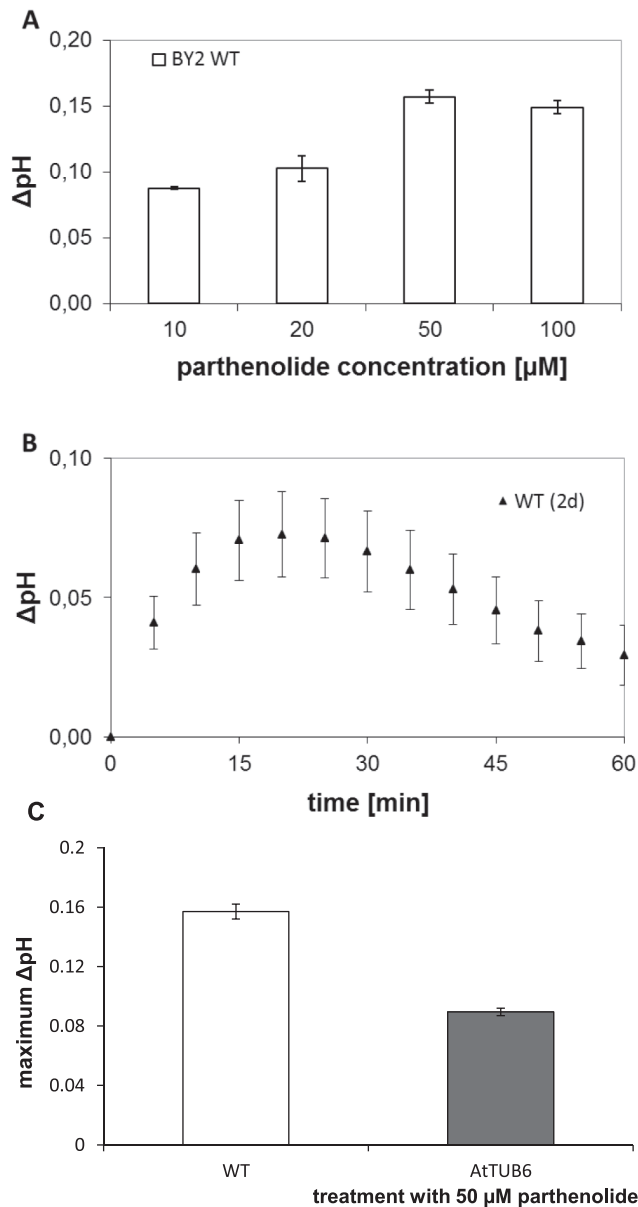 A
0,20
BY2 WT
0,15
0,10
0,05
0,00
ΔpH
10 20 50 100
parthenolide concentration [µM]
B
0,10
WT (2d)
0,05
0,00
ΔpH
0 15 30 45 60
time [min]
C
0.2
0.16
0.12
0.08
0.04
0
maximum ΔpH
WT AtTUB6
treatment with 50 µM parthenolide